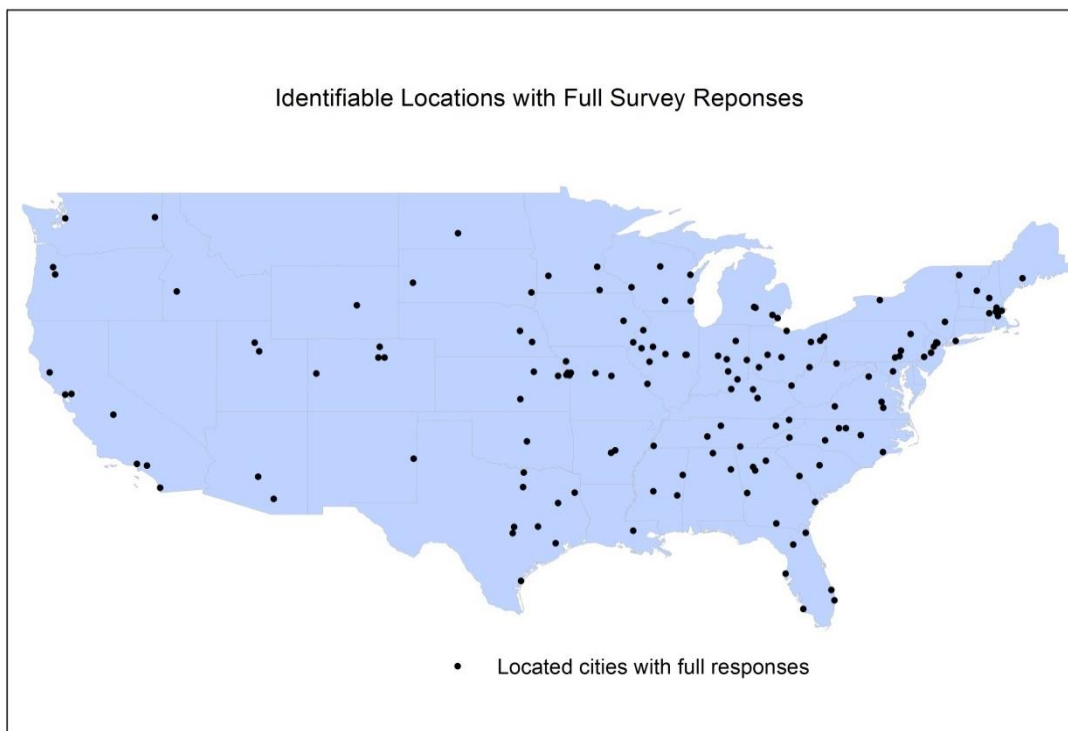 Identifiable Locations with Full Survey Reponses
Located cities with full responses